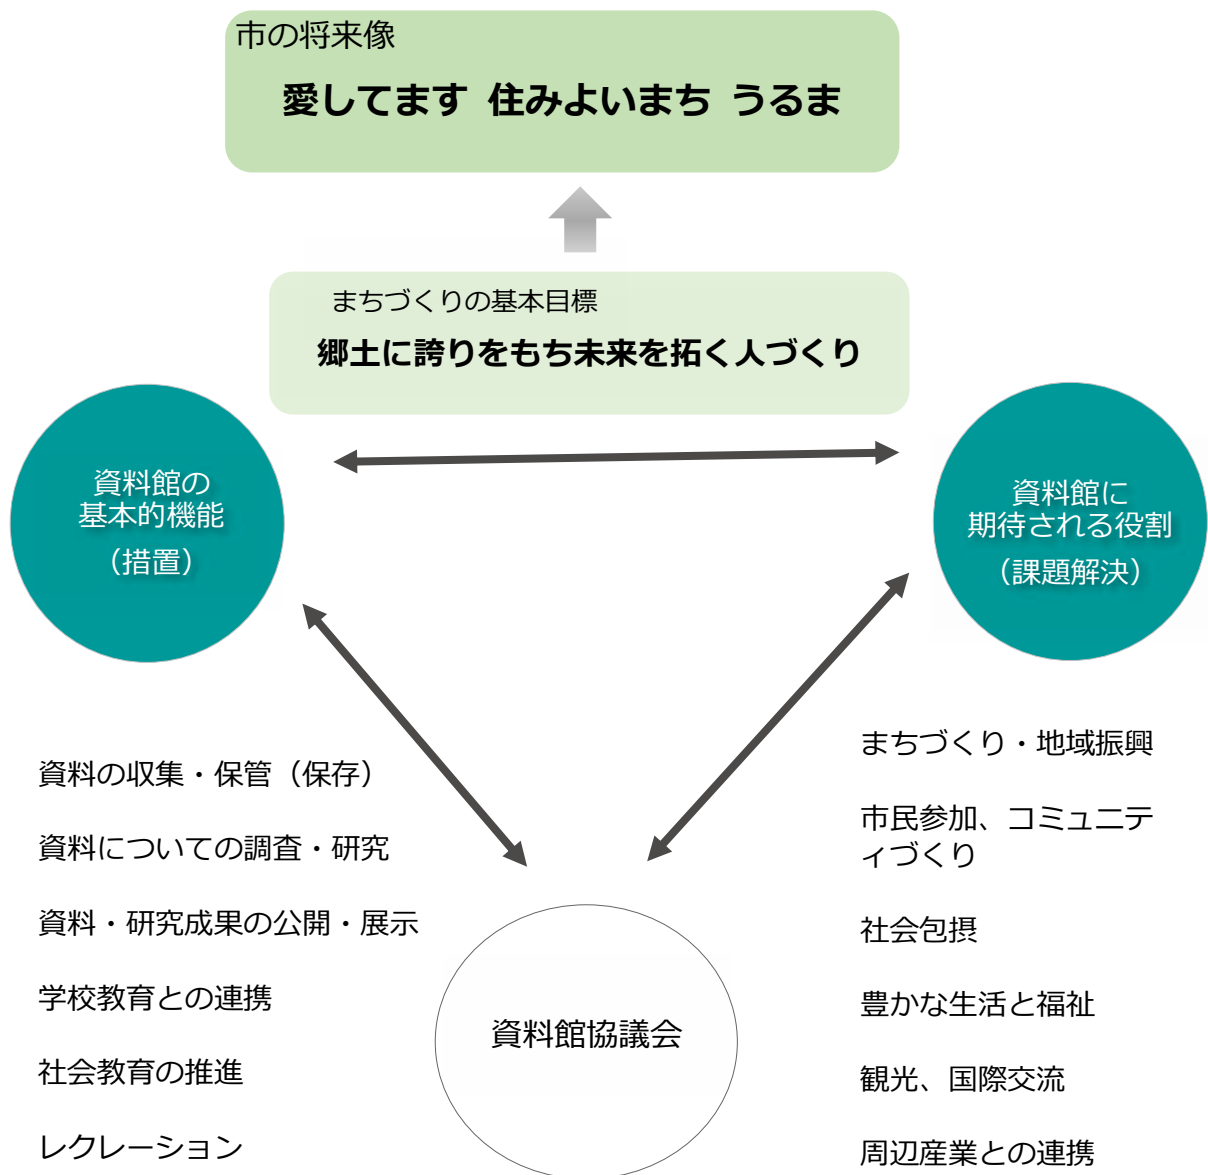 市の将来像
愛してます 住みよいまち うるま
まちづくりの基本目標
郷土に誇りをもち未来を拓く人づくり
資料館の
基本的機能
（措置）
資料館に
期待される役割
（課題解決）
資料の収集・保管（保存）
資料についての調査・研究
資料・研究成果の公開・展示
学校教育との連携
社会教育の推進
レクレーション
資料館協議会
まちづくり・地域振興
市民参加、コミュニテ
ィづくり
社会包摂
豊かな生活と福祉
観光、国際交流
周辺産業との連携